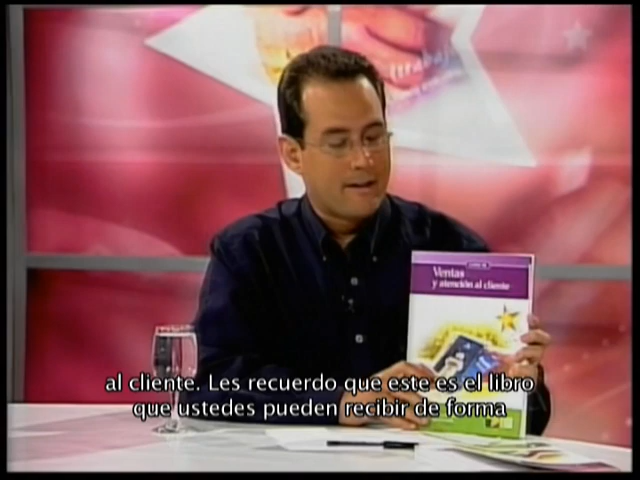 Ventas
y atención al cliente
al cliente. Les recuerdo que este es el libro
que ustedes pueden recibir de forma